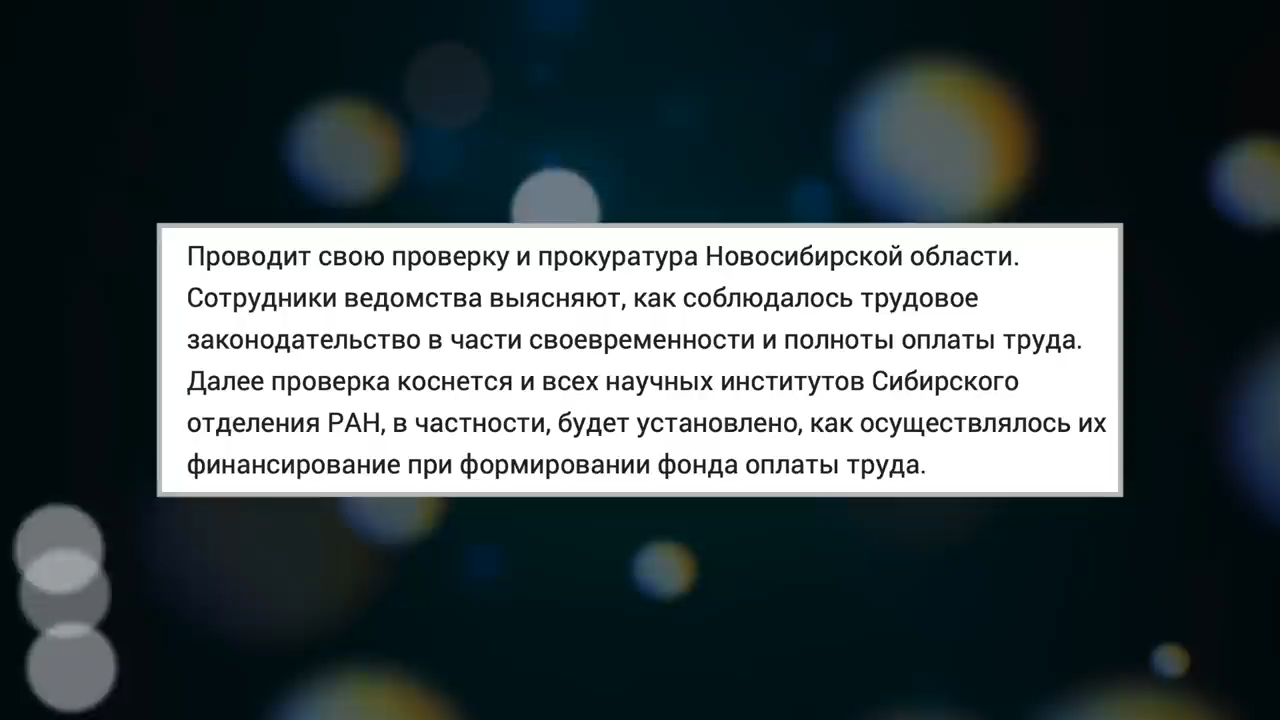 Проводит свою проверку и прокуратура Новосибирской области.
Сотрудники ведомства выясняют, как соблюдалось трудовое
законодательство в части своевременности и полноты оплаты труда.
Далее проверка коснется и всех научных институтов Сибирского
отделения РАН, в частности, будет установлено, как осуществлялось их
финансирование при формировании фонда оплаты труда.